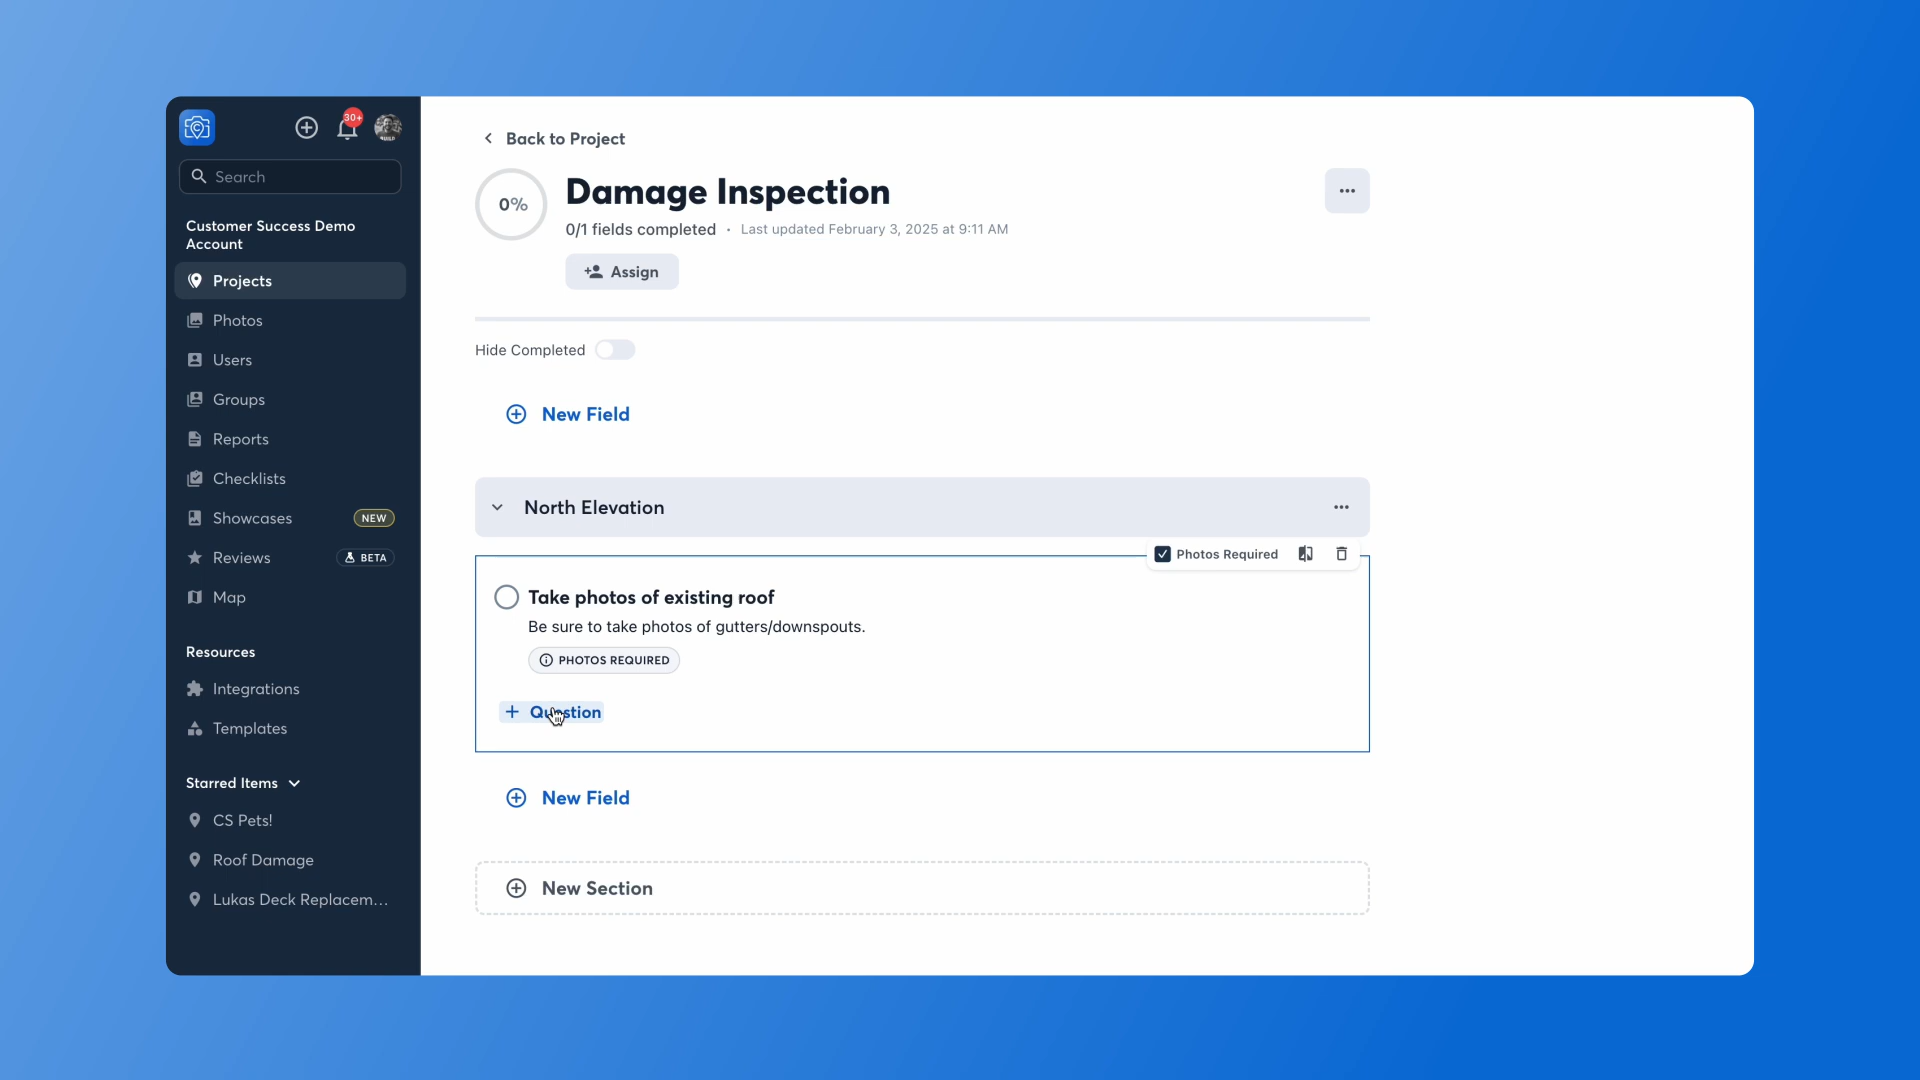 30+
Search
Customer Success Demo
Account
Projects
Photos
Users
Groups
Reports
Checklists
Showcases
NEW
Reviews
BETA
Map
Resources
Integrations
Templates
Starred Items
CS Pets!
Roof Damage
Lukas Deck Replacem...
Back to Project
0%
Damage Inspection
0/1 fields completed • Last updated February 3, 2025 at 9:11 AM
Assign
Hide Completed
New Field
North Elevation
Photos Required
Take photos of existing roof
Be sure to take photos of gutters/downspouts.
PHOTOS REQUIRED
+ Question
New Field
New Section